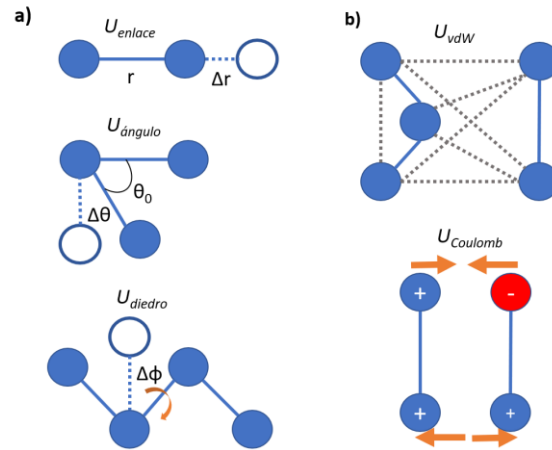 a)
U_enlace
r
Δr
U_ángulo
θ₀
Δθ
U_diedro
Δϕ
b)
U_vdW
U_Coulomb
+
-
+
+